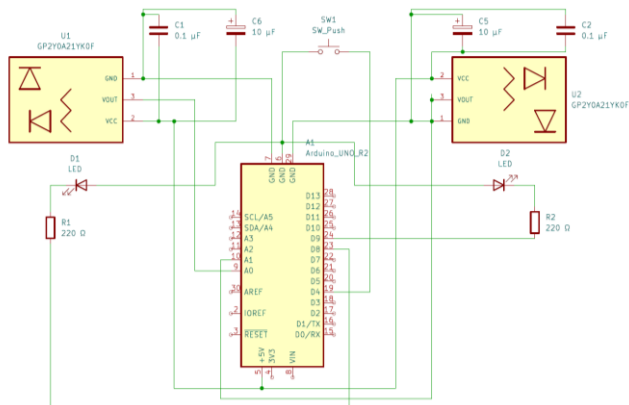 C1
0.1 µF
C6
10 µF
SW1
SW_Push
C5
10 µF
C2
0.1 µF
U1
GP2Y0A21YK0F
GND 1
VOUT 3
VCC 2
2 VCC
3 VOUT
1 GND
U2
GP2Y0A21YK0F
A1
Arduino_UNO_R2
D1
LED
D2
LED
R1
220 Ω
R2
220 Ω
7 6 29
GND GND GND
D13 28
D12 27
14 SCL/A5 D11 26
13 SDA/A4 D10 25
12 A3 D9 24
11 A2 D8 23
10 A1 D7 22
9 A0 D6 21
D5 20
30 AREF D4 19
D3 18
2 IOREF D2 17
D1/TX 16
3 RESET D0/RX 15
+5V 3V3 VIN
5 4 8